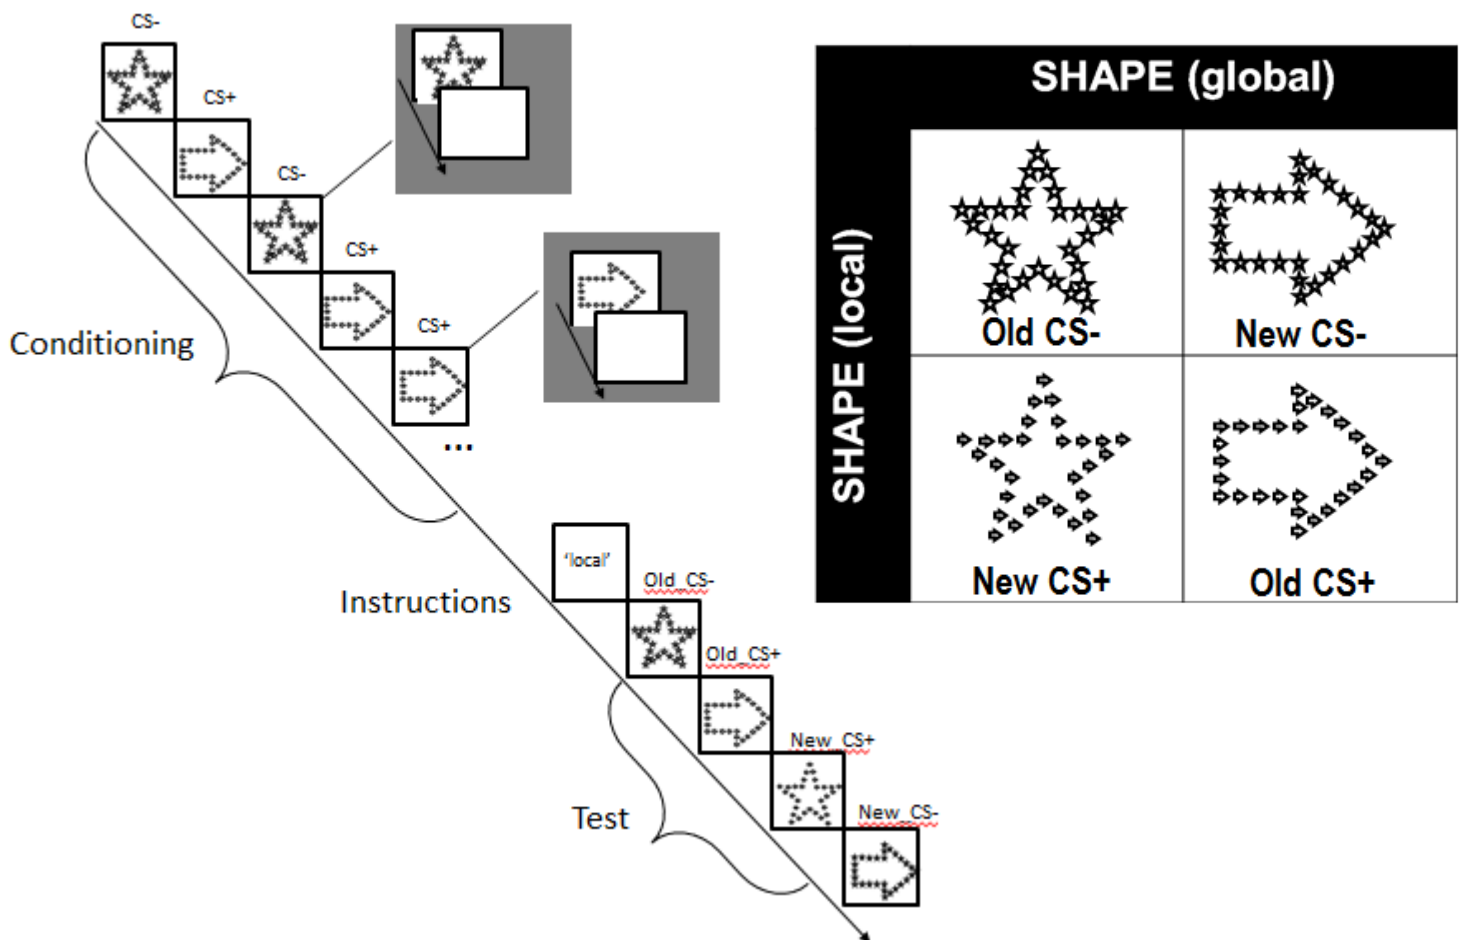 CS-
CS+
CS-
CS+
CS+
Conditioning
...
'local'
Instructions
Old_CS-
Old_CS+
New_CS+
New_CS-
Test
SHAPE (global)
SHAPE (local)
Old CS-
New CS-
New CS+
Old CS+